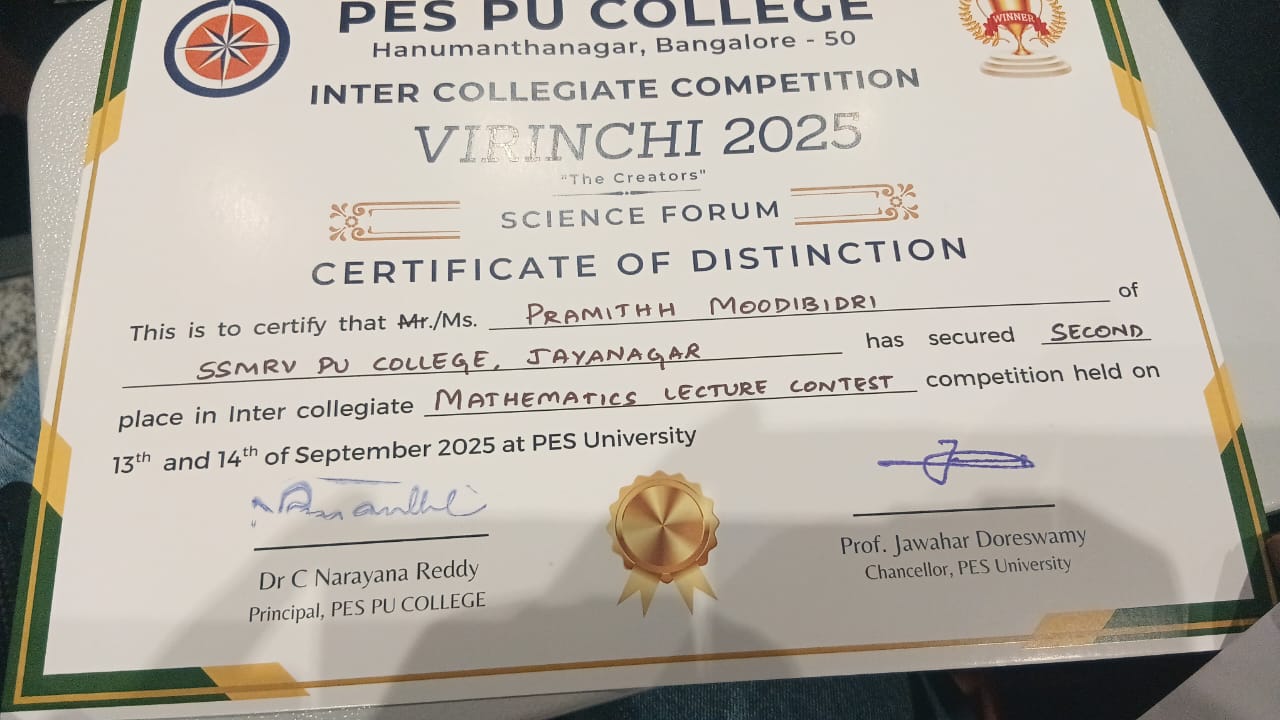 PES PU COLLEGE
Hanumanthanagar, Bangalore - 50
WINNER
INTER COLLEGIATE COMPETITION
VIRINCHI 2025
"The Creators"
SCIENCE FORUM
CERTIFICATE OF DISTINCTION
This is to certify that Mr./Ms. PRAMITHH MOODIBIDRI of
SSMRV PU COLLEGE, JAYANAGAR has secured SECOND
place in Inter collegiate MATHEMATICS LECTURE CONTEST competition held on
13th and 14th of September 2025 at PES University
Dr C Narayana Reddy
Principal, PES PU COLLEGE
Prof. Jawahar Doreswamy
Chancellor, PES University